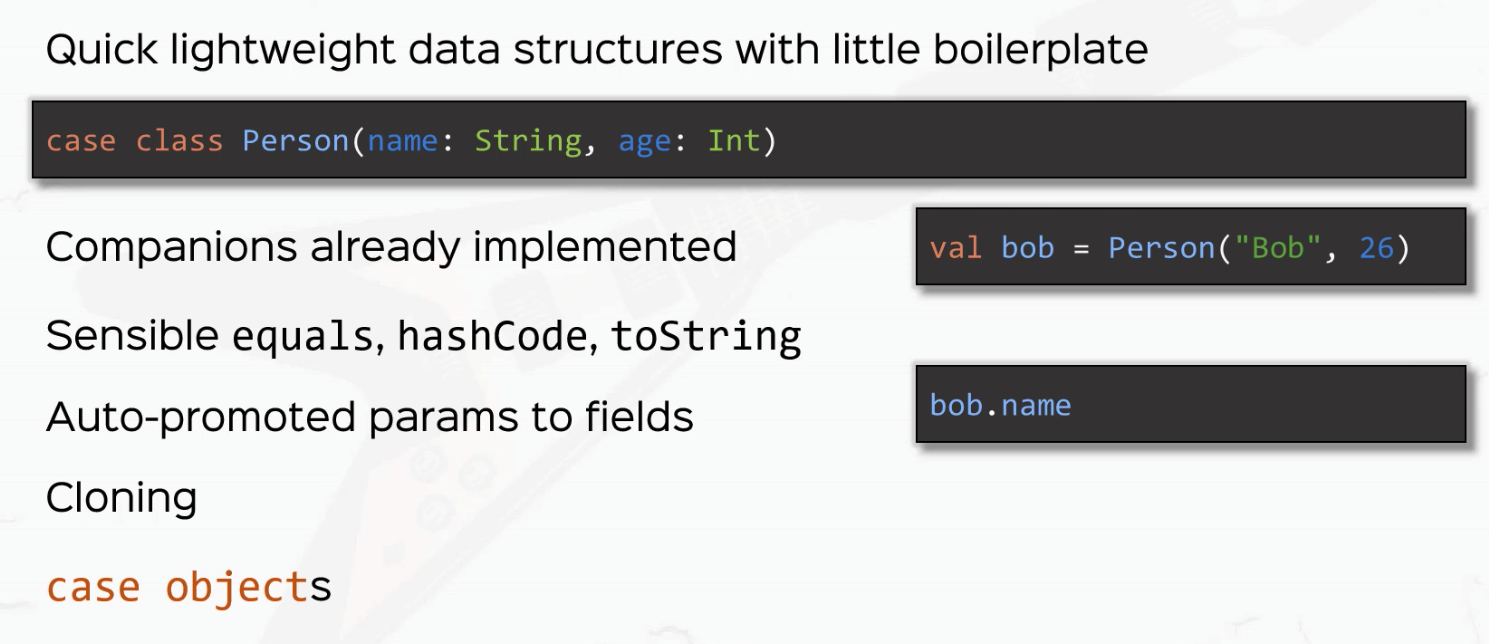 Quick lightweight data structures with little boilerplate
case class Person(name: String, age: Int)
Companions already implemented
val bob = Person("Bob", 26)
Sensible equals, hashCode, toString
Auto-promoted params to fields
bob.name
Cloning
case objects